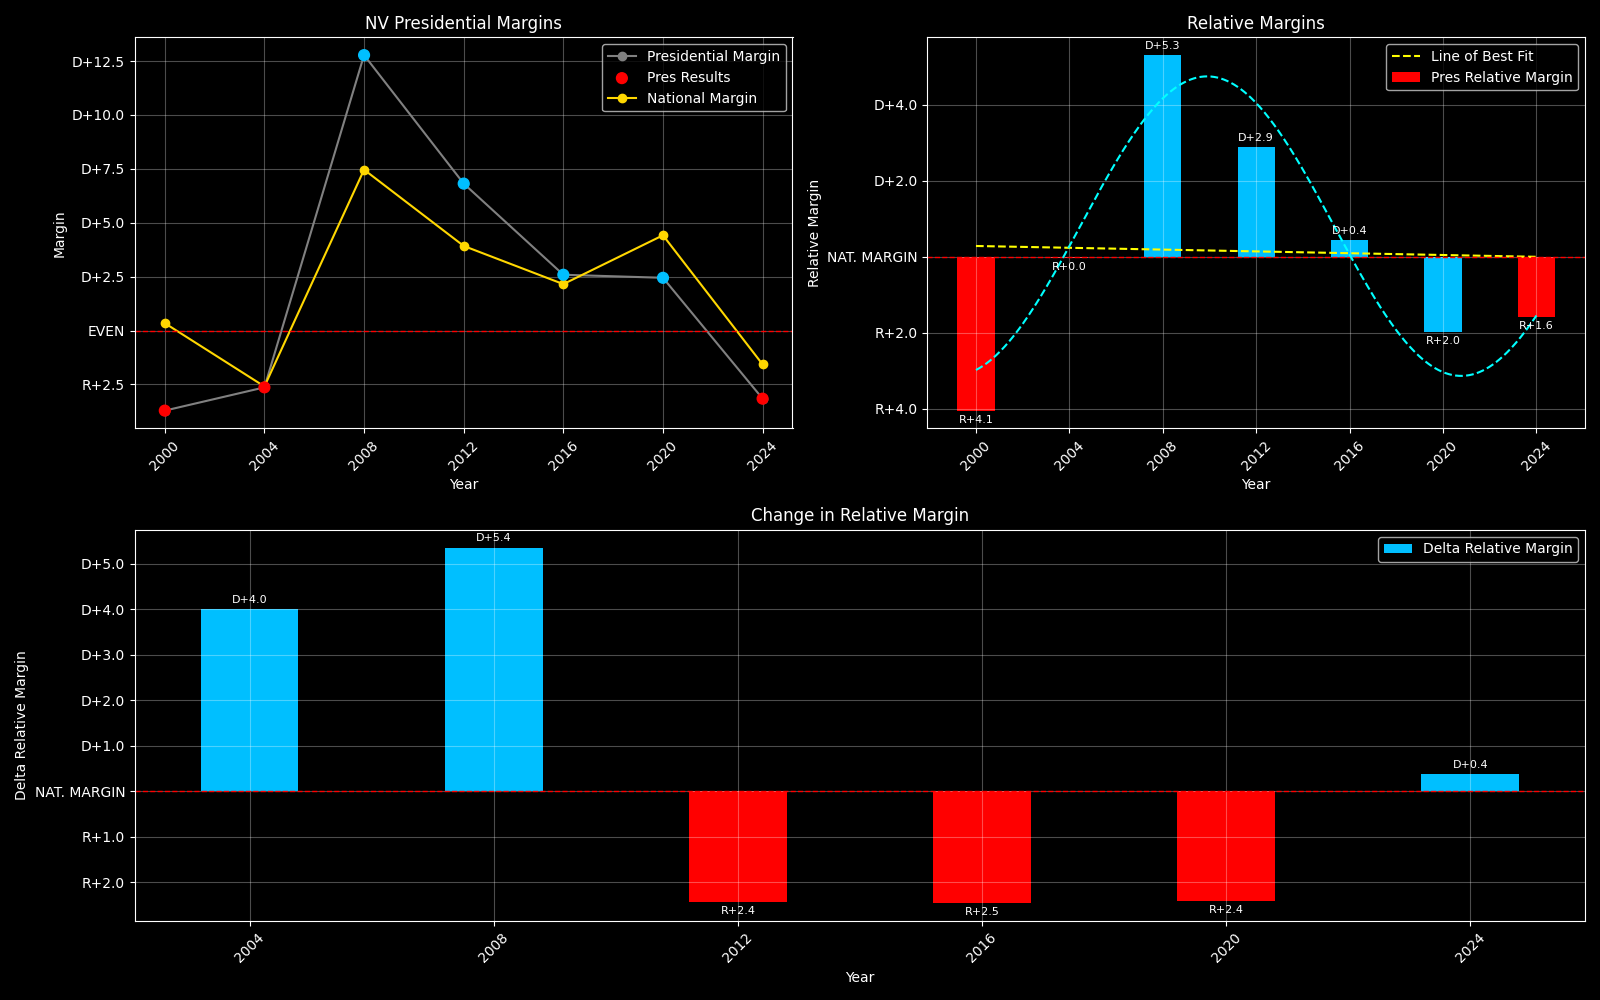 NV Presidential Margins
Margin
D+12.5
D+10.0
D+7.5
D+5.0
D+2.5
EVEN
R+2.5
Presidential Margin
Pres Results
National Margin
2000
2004
2008
2012
2016
2020
2024
Year
Relative Margins
Relative Margin
D+4.0
D+2.0
NAT. MARGIN
R+2.0
R+4.0
Line of Best Fit
Pres Relative Margin
R+4.1
R+0.0
D+5.3
D+2.9
D+0.4
R+2.0
R+1.6
2000
2004
2008
2012
2016
2020
2024
Year
Change in Relative Margin
Delta Relative Margin
D+5.0
D+4.0
D+3.0
D+2.0
D+1.0
NAT. MARGIN
R+1.0
R+2.0
Delta Relative Margin
D+4.0
D+5.4
R+2.4
R+2.5
R+2.4
D+0.4
2004
2008
2012
2016
2020
2024
Year